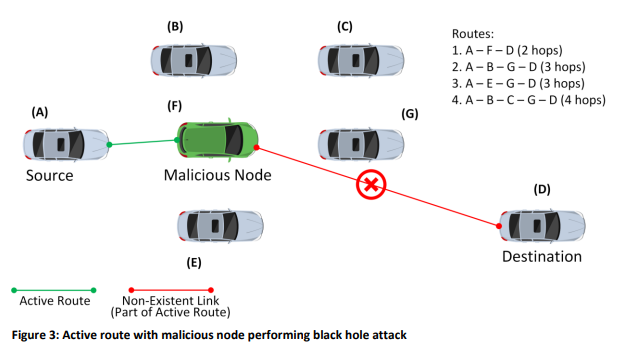 (B)
(C)
Routes:
1. A – F – D (2 hops)
2. A – B – G – D (3 hops)
3. A – E – G – D (3 hops)
4. A – B – C – G – D (4 hops)
(A)
(F)
(G)
Source
Malicious Node
(D)
(E)
Destination
Active Route
Non-Existent Link
(Part of Active Route)
Figure 3: Active route with malicious node performing black hole attack